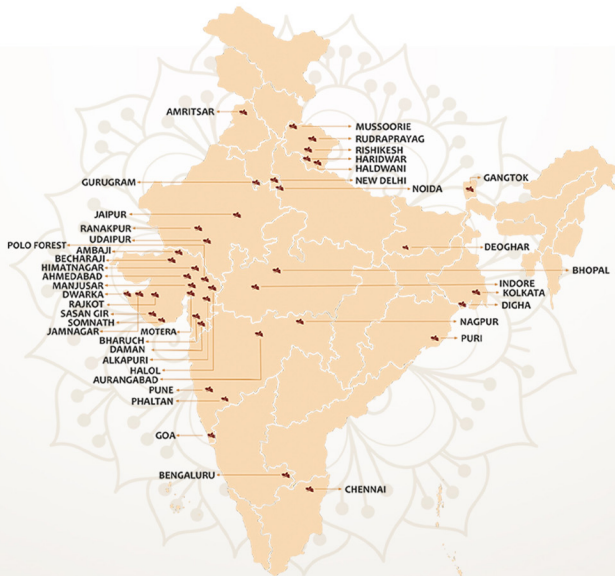 AMRITSAR
MUSSOORIE
RUDRAPRAYAG
RISHIKESH
HARIDWAR
HALDWANI
NEW DELHI
NOIDA
GANGTOK
GURUGRAM
JAIPUR
RANAKPUR
UDAIPUR
POLO FOREST
AMBAJI
BECHARAJI
HIMATNAGAR
AHMEDABAD
MANJUSAR
DWARKA
RAJKOT
SASAN GIR
SOMNATH
JAMNAGAR
MOTERA
BHARUCH
DAMAN
ALKAPURI
HALOL
AURANGABAD
PUNE
PHALTAN
GOA
BENGALURU
DEOGHAR
BHOPAL
INDORE
KOLKATA
DIGHA
NAGPUR
PURI
CHENNAI